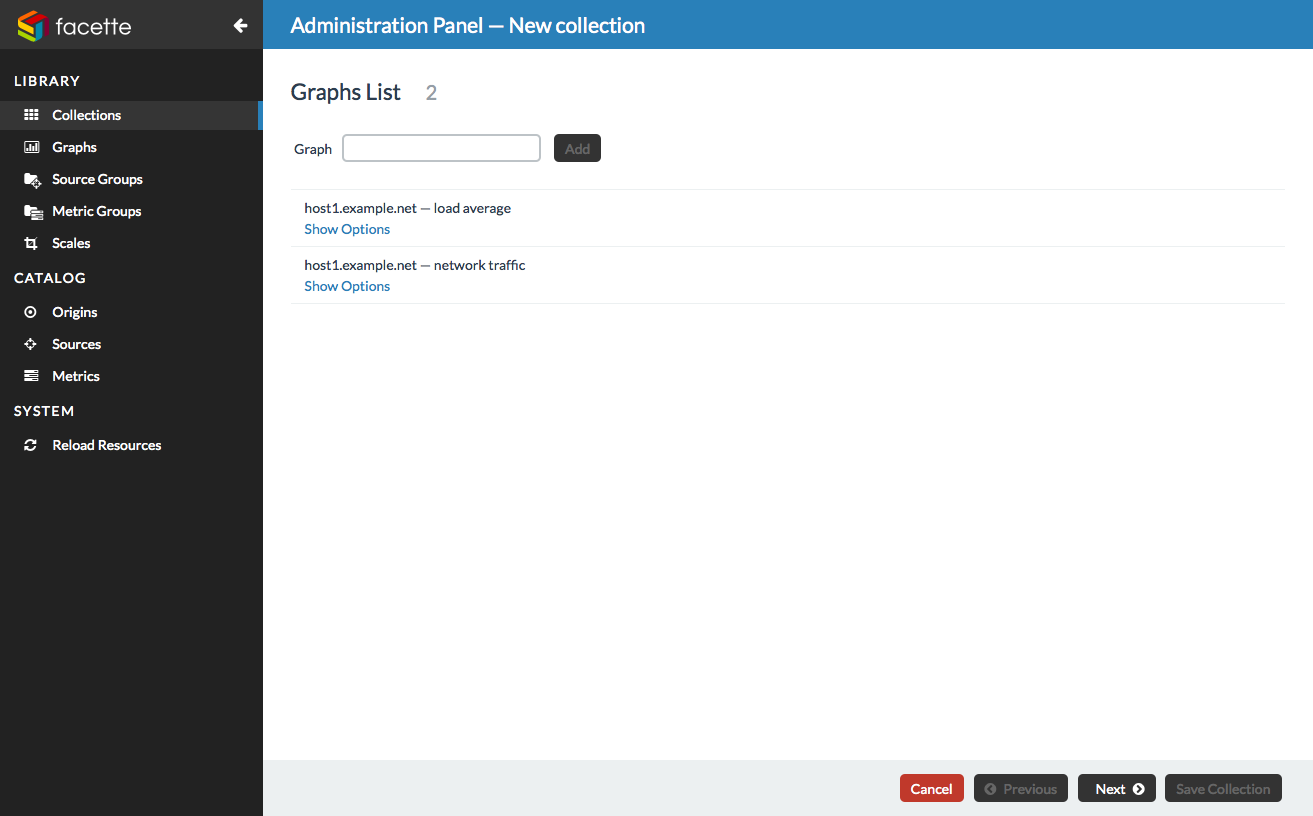 facette
Administration Panel — New collection
LIBRARY
Collections
Graphs
Source Groups
Metric Groups
Scales
CATALOG
Origins
Sources
Metrics
SYSTEM
Reload Resources
Graphs List 2
Graph Add
host1.example.net — load average
Show Options
host1.example.net — network traffic
Show Options
Cancel Previous Next Save Collection